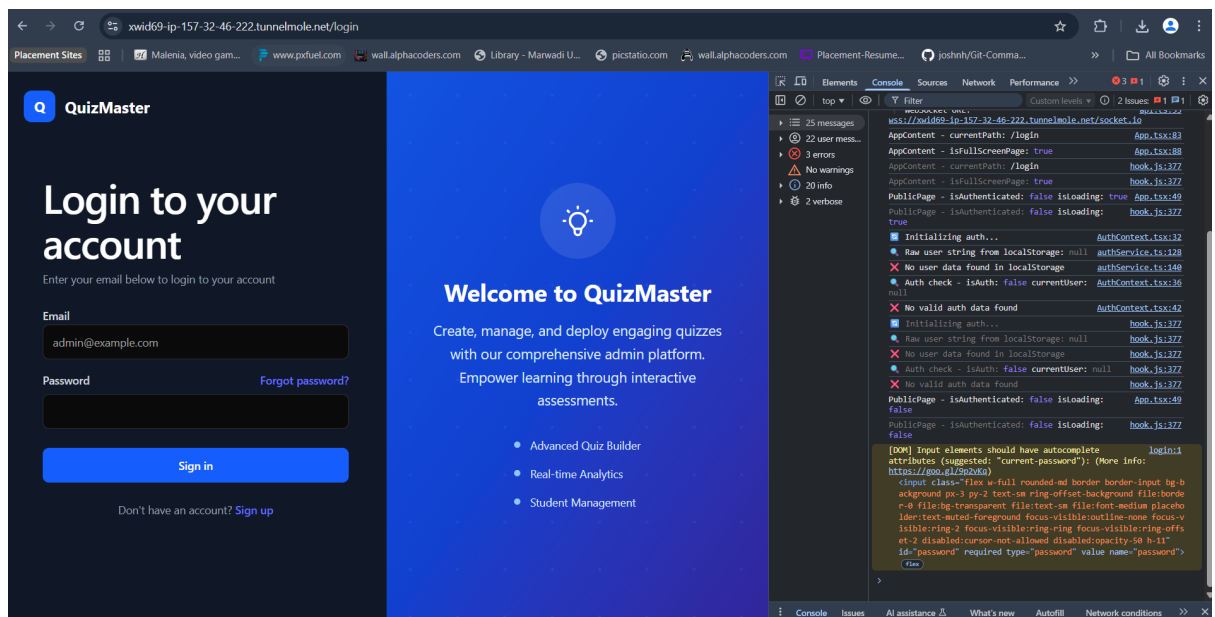 xwid69-ip-157-32-46-222.tunnelmole.net/login
Placement Sites
Malenia, video gam...
www.pxfuel.com
wall.alphacoders.com
Library - Marwadi U...
picstatio.com
wall.alphacoders.com
Placement-Resume...
joshnh/Git-Comma...
All Bookmarks
Q QuizMaster
Login to your
account
Enter your email below to login to your account
Email
admin@example.com
Password Forgot password?
Sign in
Don't have an account? Sign up
Welcome to QuizMaster
Create, manage, and deploy engaging quizzes
with our comprehensive admin platform.
Empower learning through interactive
assessments.
Advanced Quiz Builder
Real-time Analytics
Student Management
Elements Console Sources Network Performance 3 1
top Filter Custom levels 2 Issues: 1 1
25 messages
22 user mess...
3 errors
No warnings
20 info
2 verbose
WebSocket URL:
wss://xwid69-ip-157-32-46-222.tunnelmole.net/socket.io
AppContent - currentPath: /login App.tsx:83
AppContent - isFullScreenPage: true App.tsx:88
AppContent - currentPath: /login hook.js:377
AppContent - isFullScreenPage: true hook.js:377
PublicPage - isAuthenticated: false isLoading: true App.tsx:49
PublicPage - isAuthenticated: false isLoading: hook.js:377
true
Initializing auth... AuthContext.tsx:32
Raw user string from localStorage: null authService.ts:128
No user data found in localStorage authService.ts:140
Auth check - isAuth: false currentUser: AuthContext.tsx:36
null
No valid auth data found AuthContext.tsx:42
Initializing auth... hook.js:377
Raw user string from localStorage: null hook.js:377
No user data found in localStorage hook.js:377
Auth check - isAuth: false currentUser: null hook.js:377
No valid auth data found hook.js:377
PublicPage - isAuthenticated: false isLoading: App.tsx:49
false
PublicPage - isAuthenticated: false isLoading: hook.js:377
false
[DOM] Input elements should have autocomplete login:1
attributes (suggested: "current-password"): (More info:
https://goo.gl/9p2vKq)
<input class="flex w-full rounded-md border border-input bg-b
ackground px-3 py-2 text-sm ring-offset-background file:borde
r-0 file:bg-transparent file:text-sm file:font-medium placeho
lder:text-muted-foreground focus-visible:outline-none focus-v
isible:ring-2 focus-visible:ring-ring focus-visible:ring-offs
et-2 disabled:cursor-not-allowed disabled:opacity-50 h-11"
id="password" required type="password" value name="password">
flex
Console Issues AI assistance What's new Autofill Network conditions